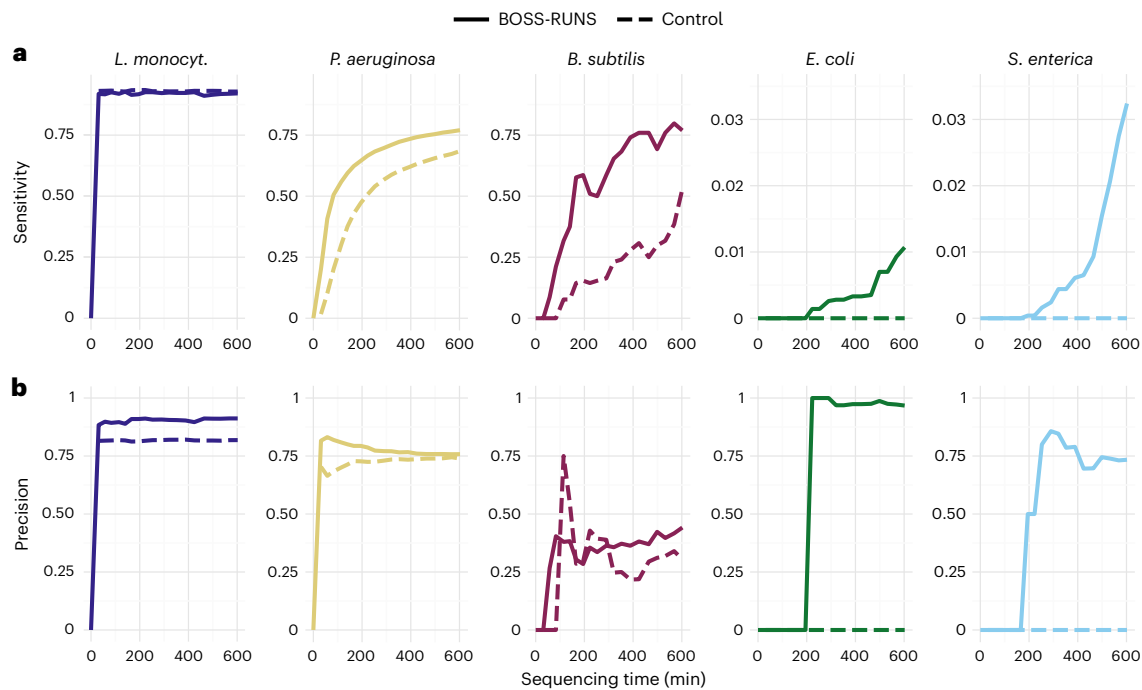 BOSS-RUNS Control
a
L. monocyt. P. aeruginosa B. subtilis E. coli S. enterica
Sensitivity
0.75 0.75 0.75 0.03 0.03
0.50 0.50 0.50 0.02 0.02
0.25 0.25 0.25 0.01 0.01
0 0 0 0 0
0 200 400 600 0 200 400 600 0 200 400 600 0 200 400 600 0 200 400 600
b
Precision
1 1 1 1 1
0.75 0.75 0.75 0.75 0.75
0.50 0.50 0.50 0.50 0.50
0.25 0.25 0.25 0.25 0.25
0 0 0 0 0
0 200 400 600 0 200 400 600 0 200 400 600 0 200 400 600 0 200 400 600
Sequencing time (min)